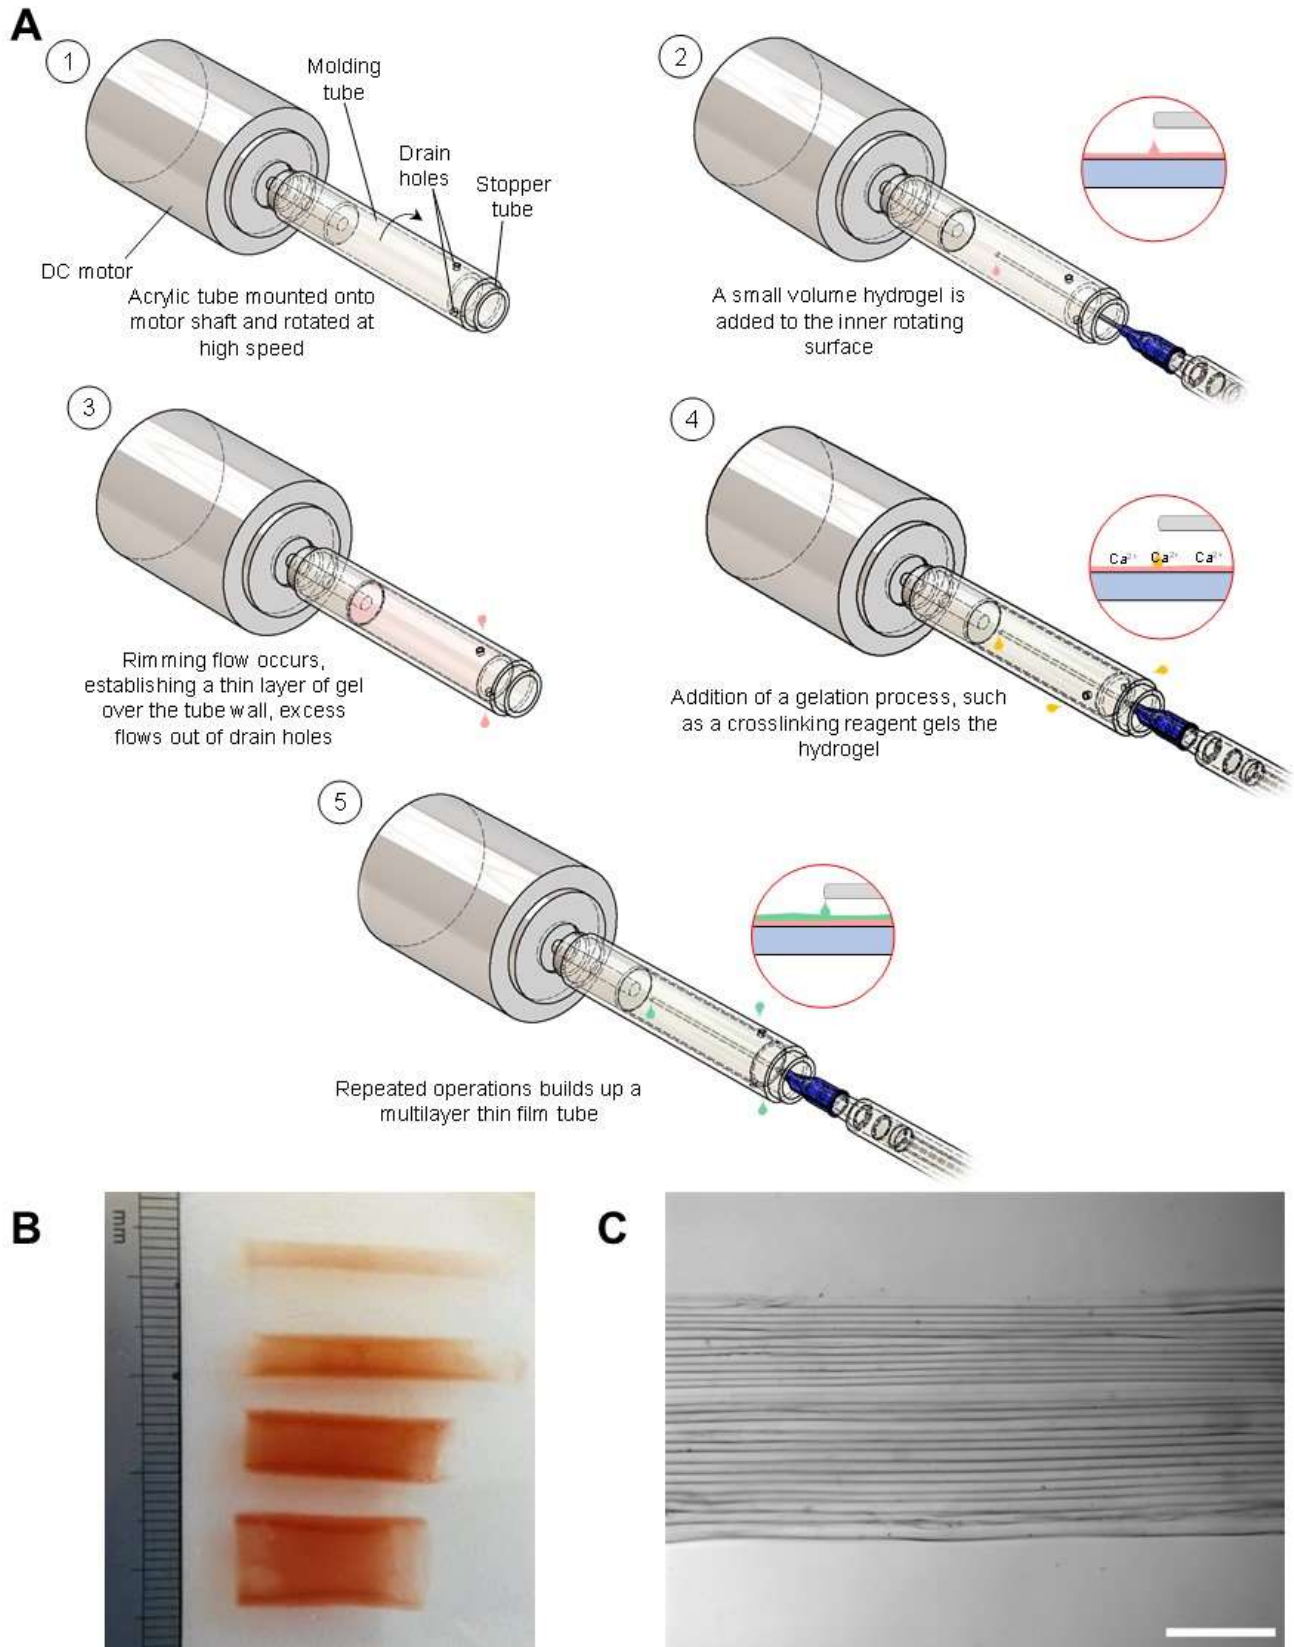 A
1
Molding
tube
Drain
holes
Stopper
tube
DC motor
Acrylic tube mounted onto
motor shaft and rotated at
high speed
2
A small volume hydrogel is
added to the inner rotating
surface
3
Rimming flow occurs,
establishing a thin layer of gel
over the tube wall, excess
flows out of drain holes
4
Ca²⁺ Ca²⁺ Ca²⁺
Addition of a gelation process, such
as a crosslinking reagent gels the
hydrogel
5
Repeated operations builds up a
multilayer thin film tube
B
mm
C